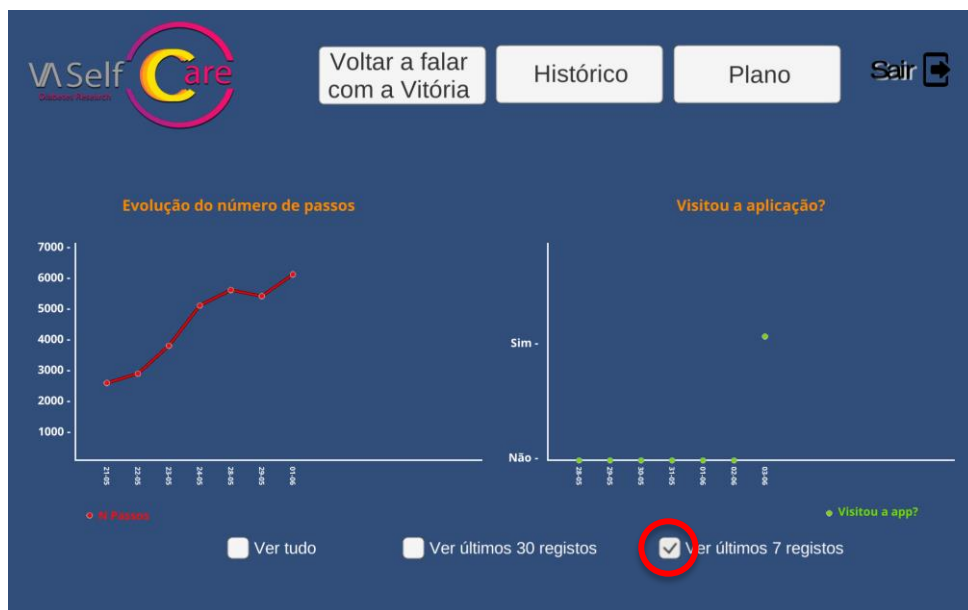 VASelfCare
Diabetes Research
Voltar a falar
com a Vitória
Histórico
Plano
Sair
Evolução do número de passos
7000 -
6000 -
5000 -
4000 -
3000 -
2000 -
1000 -
21-05
22-05
23-05
24-05
28-05
29-05
01-06
N Passos
Visitou a aplicação?
Sim -
Não -
28-05
29-05
30-05
31-05
01-06
02-06
03-06
Visitou a app?
Ver tudo
Ver últimos 30 registos
Ver últimos 7 registos